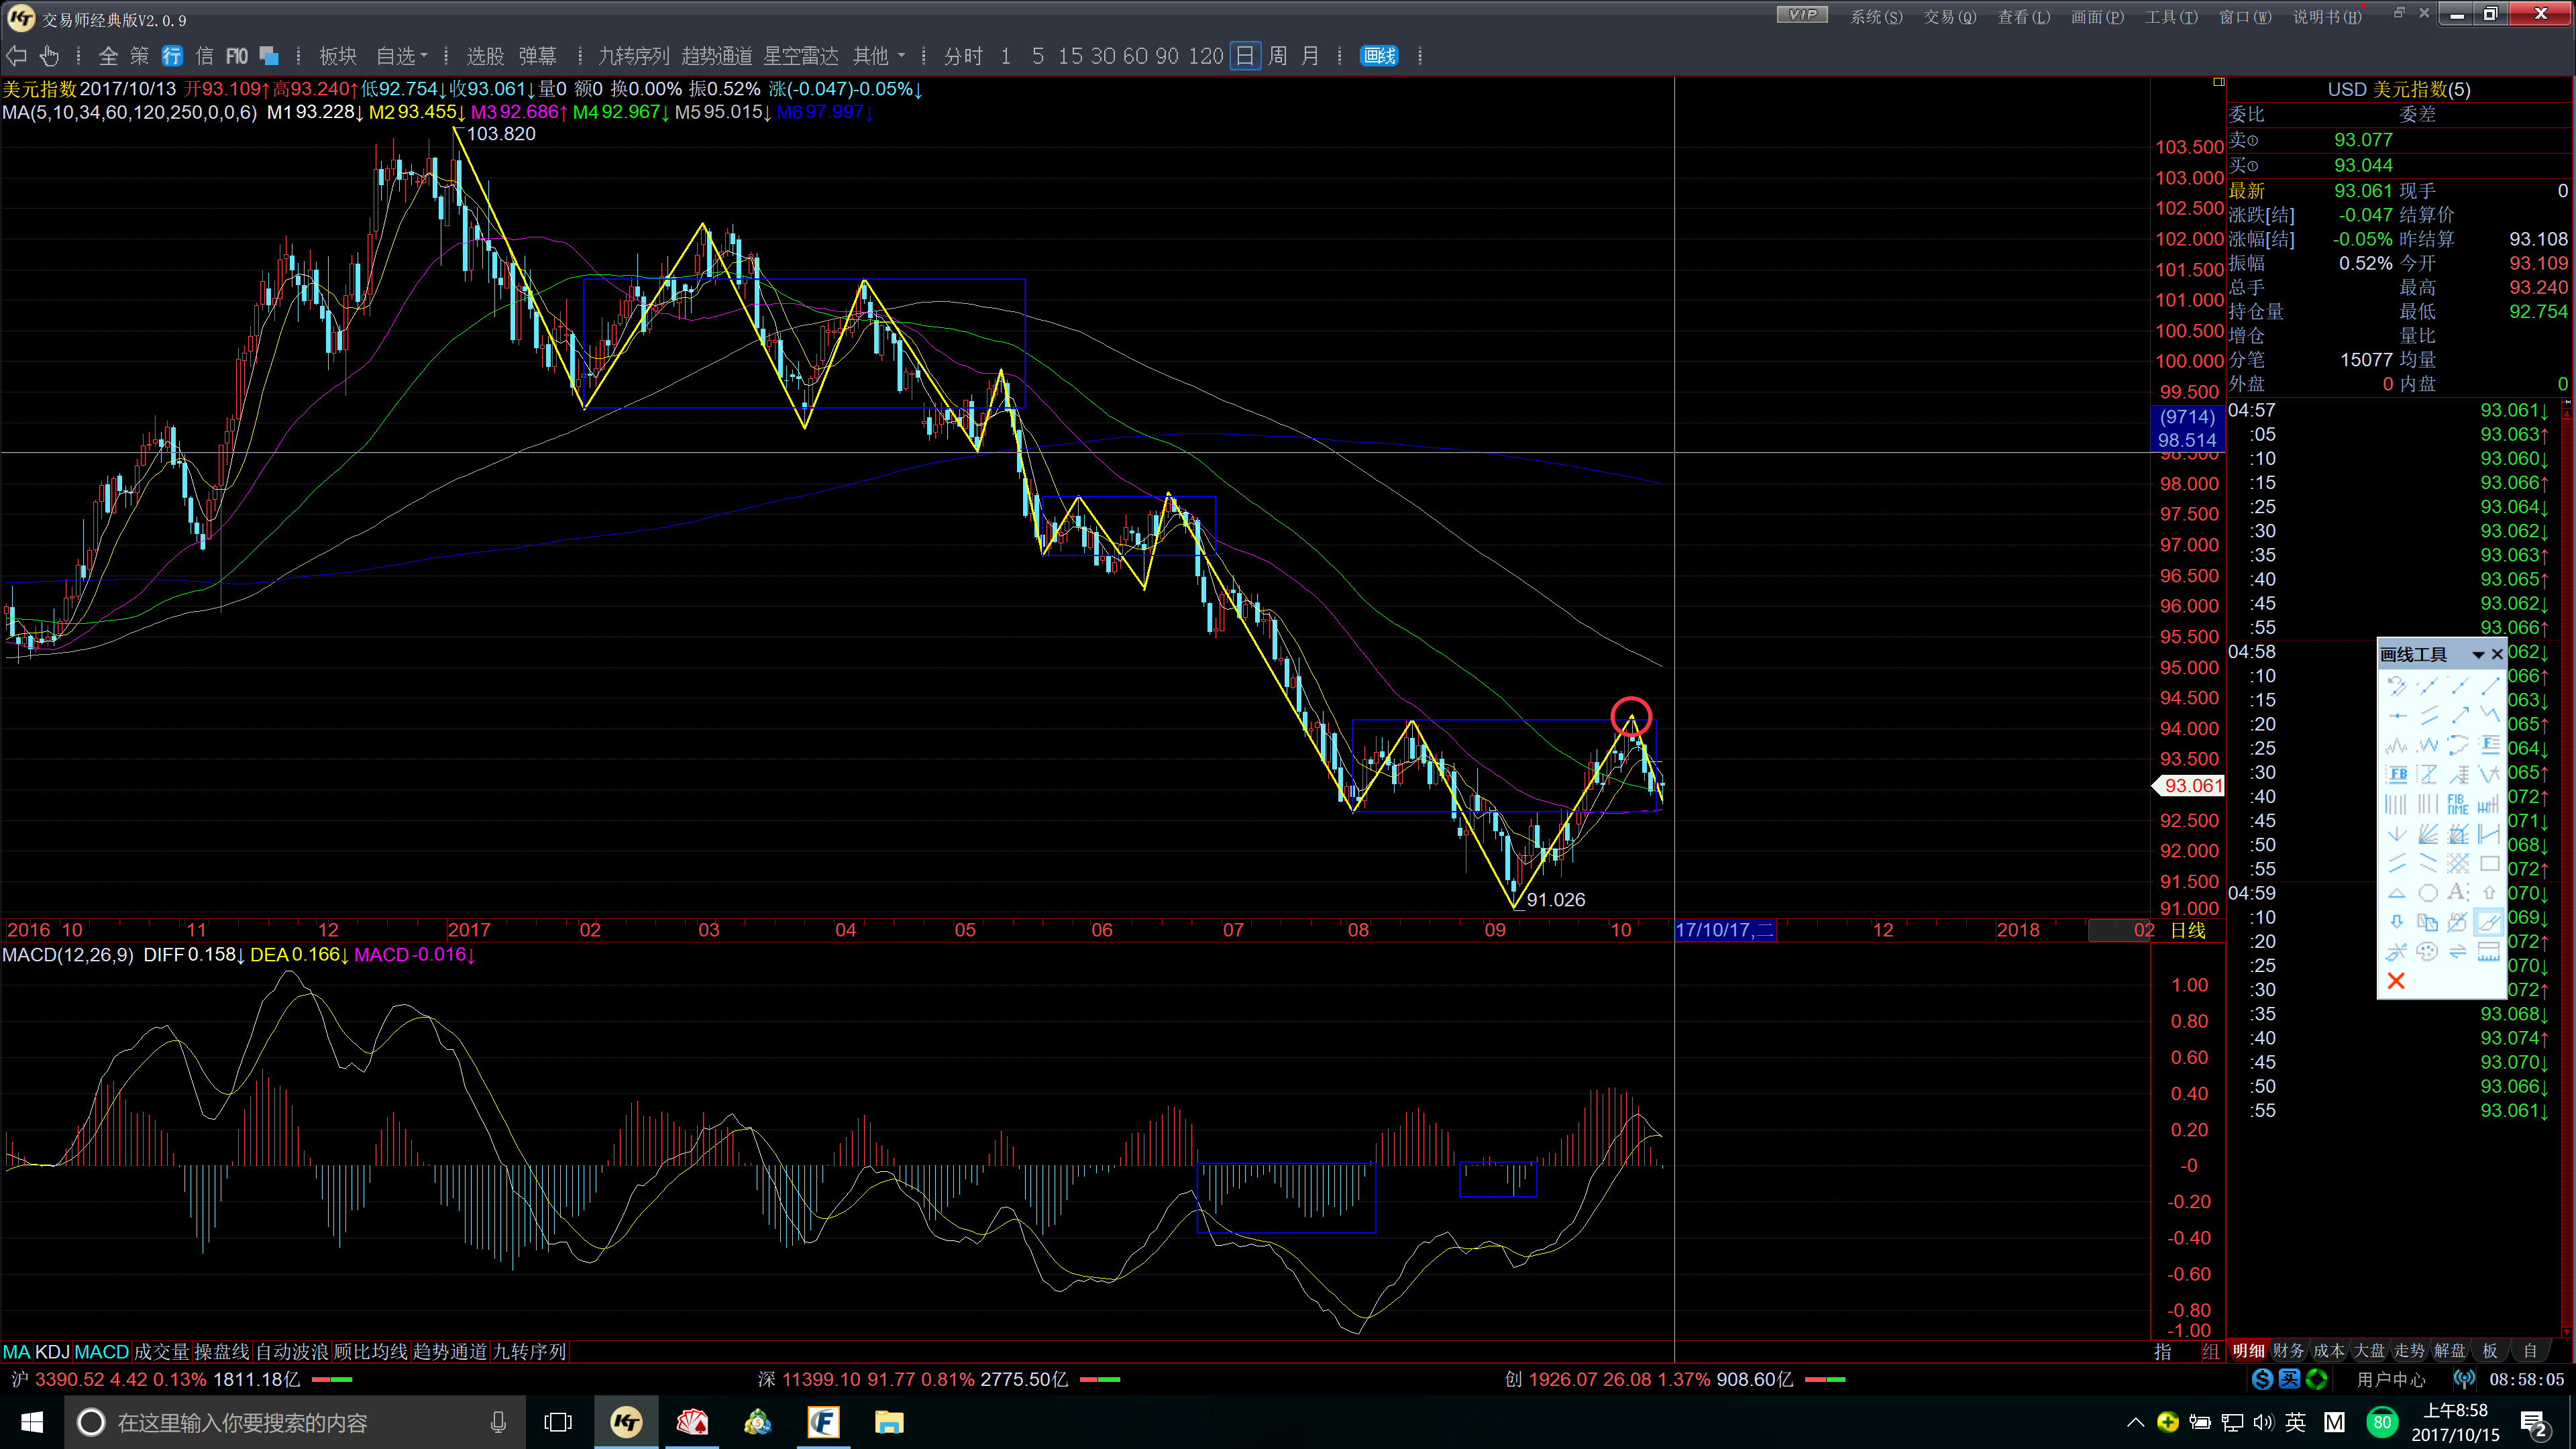 交易师经典版V2.0.9
VIP 系统(S) 交易(Q) 查看(L) 画面(P) 工具(T) 窗口(W) 说明书(H)
全 策 行 信 F10 板块 自选 选股 弹幕 九转序列 趋势通道 星空雷达 其他 分时 1 5 15 30 60 90 120 日 周 月 画线
美元指数 2017/10/13 开93.109↑高93.240↑低92.754↓收93.061↓量0 额0 换0.00% 振0.52% 涨(-0.047)-0.05%↓
MA(5,10,34,60,120,250,0,0,6) M1 93.228↓ M2 93.455↓ M3 92.686↑ M4 92.967↓ M5 95.015↓ M6 97.997↓
103.820
91.026
103.500
103.000
102.500
102.000
101.500
101.000
100.500
100.000
99.500
(9714)
98.514
98.500
98.000
97.500
97.000
96.500
96.000
95.500
95.000
94.500
94.000
93.500
93.061
92.500
92.000
91.500
91.000
2016 10 11 12 2017 02 03 04 05 06 07 08 09 10 17/10/17,二 12 2018 02 日线
MACD(12,26,9) DIFF 0.158↓ DEA 0.166↓ MACD -0.016↓
1.00
0.80
0.60
0.40
0.20
-0
-0.20
-0.40
-0.60
-0.80
-1.00
MA KDJ MACD 成交量 操盘线 自动波浪 顾比均线 趋势通道 九转序列 指 组
USD 美元指数(5)
委比 委差
卖① 93.077
买① 93.044
最新 93.061 现手 0
涨跌[结] -0.047 结算价
涨幅[结] -0.05% 昨结算 93.108
振幅 0.52% 今开 93.109
总手 最高 93.240
持仓量 最低 92.754
增仓 量比
分笔 15077 均量
外盘 0 内盘 0
04:57 93.061↓
:05 93.063↑
:10 93.060↓
:15 93.066↑
:25 93.064↓
:30 93.062↓
:35 93.063↑
:40 93.065↑
:45 93.062↓
:55 93.066↑
04:58 062↓
:10 066↑
:15 063↓
:20 065↑
:25 064↓
:30 065↑
:40 072↑
:45 071↓
:50 068↓
:55 072↑
04:59 070↓
:10 069↓
:20 072↑
:25 070↓
:30 072↑
:35 93.068↓
:40 93.074↑
:45 93.070↓
:50 93.066↓
:55 93.061↓
画线工具
F
FB
FIB
TIME
A
明细 财务 成本 大盘 走势 解盘 板 自
沪 3390.52 4.42 0.13% 1811.18亿 深 11399.10 91.77 0.81% 2775.50亿 创 1926.07 26.08 1.37% 908.60亿 S 买 用户中心 08:58:05
在这里输入你要搜索的内容 KT F 英 M 80 上午8:58
2017/10/15 2